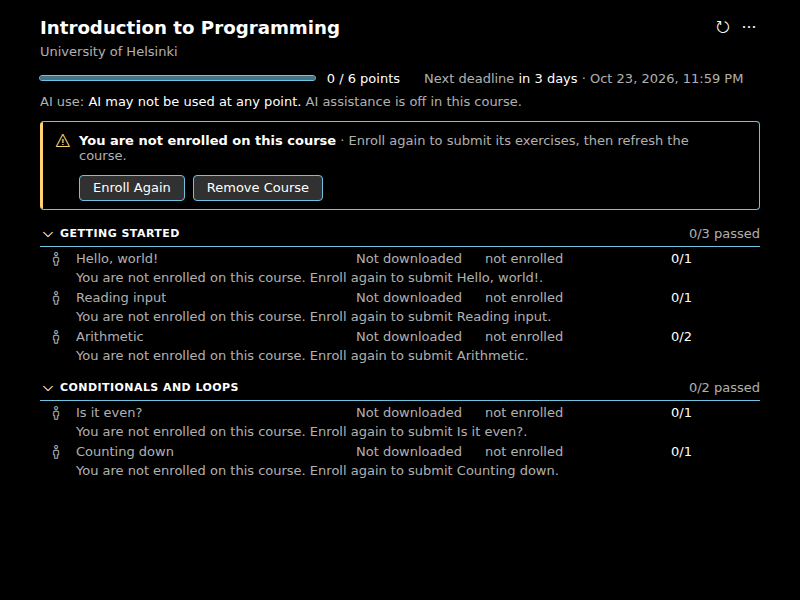 Introduction to Programming
University of Helsinki
0 / 6 points Next deadline in 3 days · Oct 23, 2026, 11:59 PM
AI use: AI may not be used at any point. AI assistance is off in this course.
You are not enrolled on this course · Enroll again to submit its exercises, then refresh the
course.
Enroll Again Remove Course
GETTING STARTED 0/3 passed
Hello, world! Not downloaded not enrolled 0/1
You are not enrolled on this course. Enroll again to submit Hello, world!.
Reading input Not downloaded not enrolled 0/1
You are not enrolled on this course. Enroll again to submit Reading input.
Arithmetic Not downloaded not enrolled 0/2
You are not enrolled on this course. Enroll again to submit Arithmetic.
CONDITIONALS AND LOOPS 0/2 passed
Is it even? Not downloaded not enrolled 0/1
You are not enrolled on this course. Enroll again to submit Is it even?.
Counting down Not downloaded not enrolled 0/1
You are not enrolled on this course. Enroll again to submit Counting down.